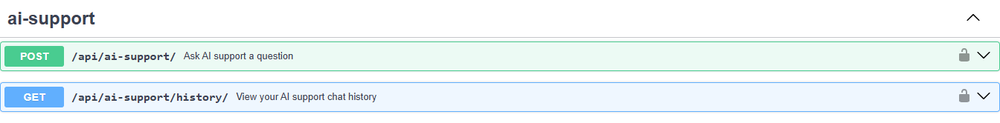 ai-support
POST /api/ai-support/ Ask AI support a question
GET /api/ai-support/history/ View your AI support chat history